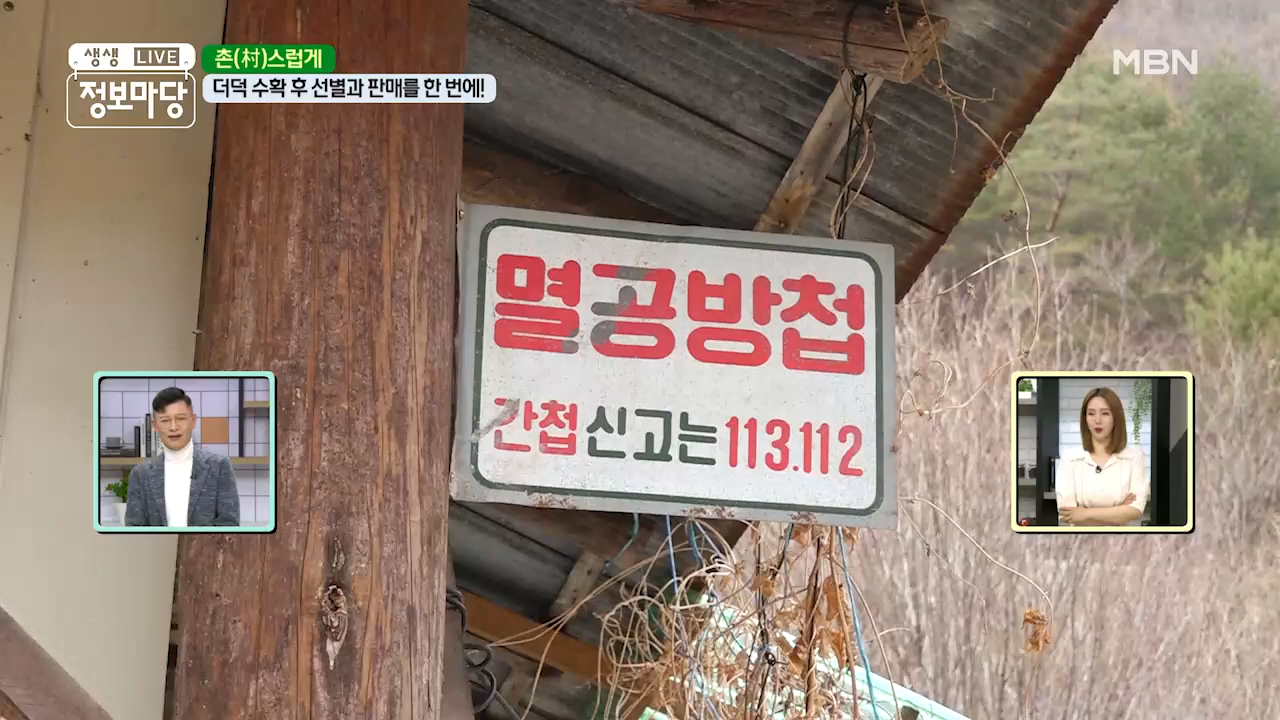 생생 LIVE
정보마당
촌(村)스럽게
더덕 수확 후 선별과 판매를 한 번에!
MBN
멸공방첩
간첩신고는 113.112